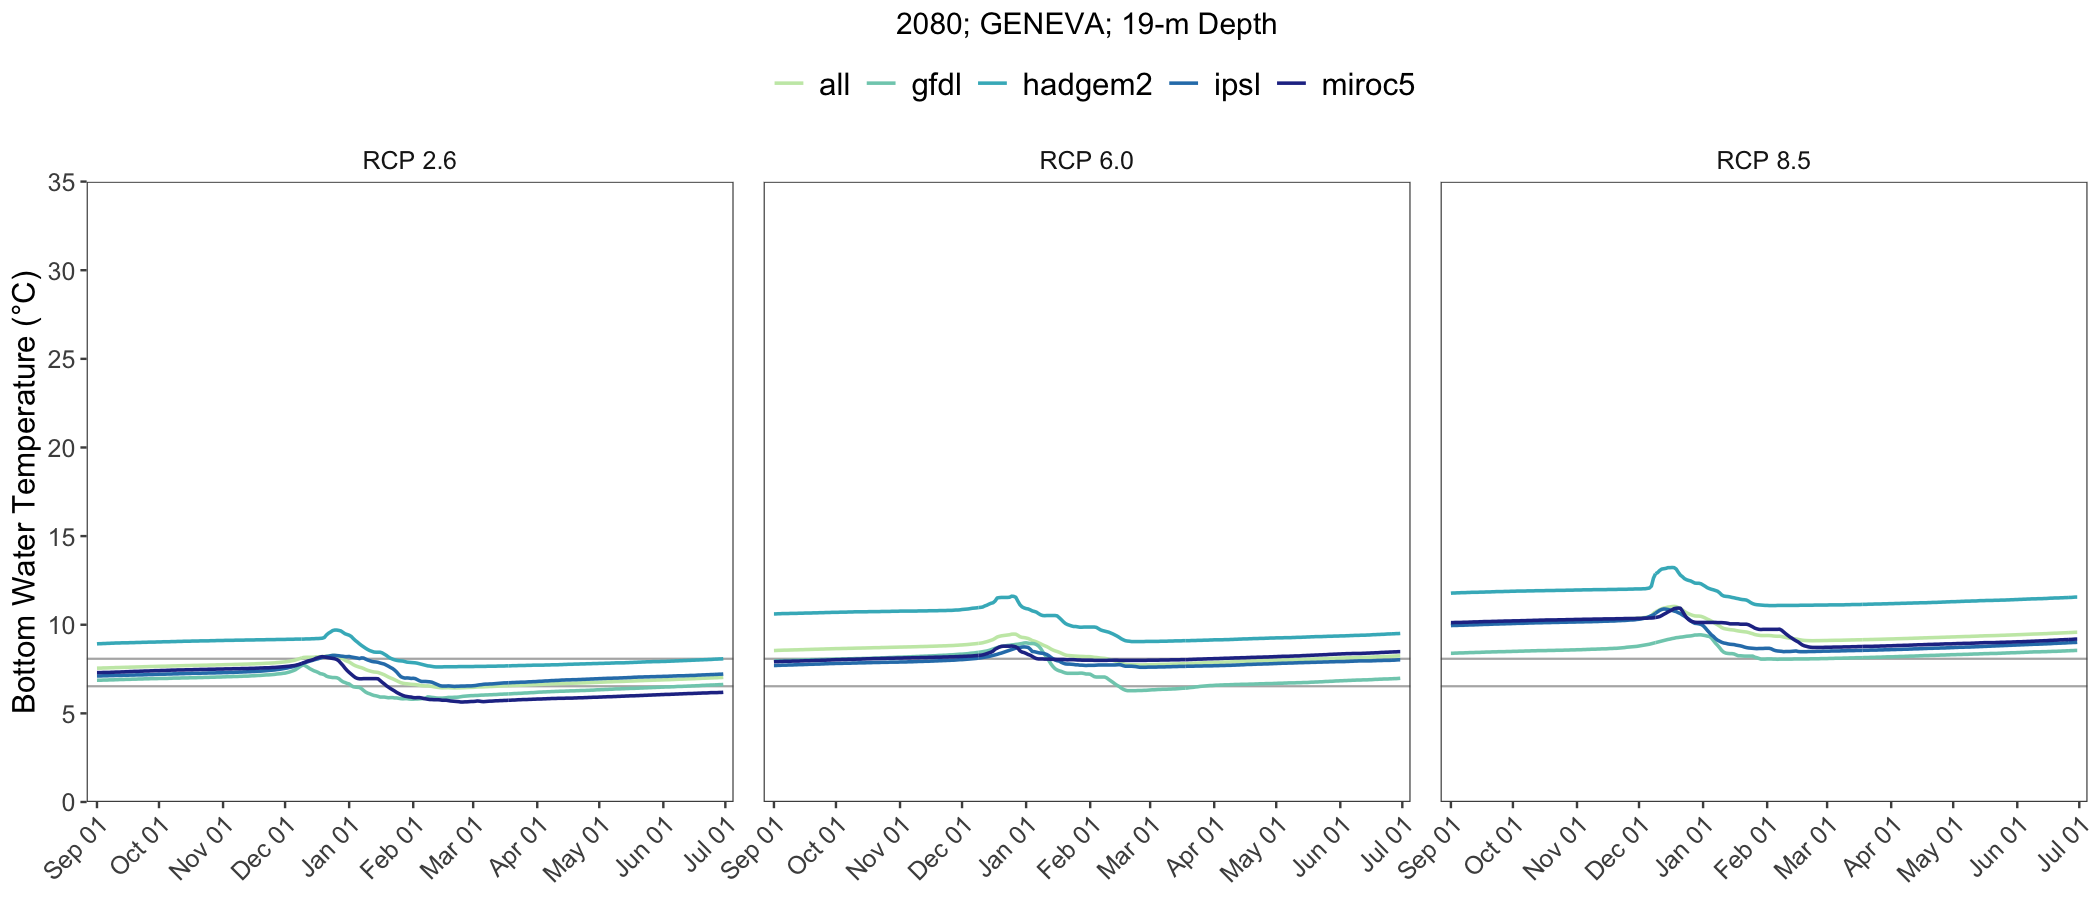 2080; GENEVA; 19-m Depth
all gfdl hadgem2 ipsl miroc5
RCP 2.6 RCP 6.0 RCP 8.5
Bottom Water Temperature (°C)
35
30
25
20
15
10
5
0
Sep 01 Oct 01 Nov 01 Dec 01 Jan 01 Feb 01 Mar 01 Apr 01 May 01 Jun 01 Jul 01 Sep 01 Oct 01 Nov 01 Dec 01 Jan 01 Feb 01 Mar 01 Apr 01 May 01 Jun 01 Jul 01 Sep 01 Oct 01 Nov 01 Dec 01 Jan 01 Feb 01 Mar 01 Apr 01 May 01 Jun 01 Jul 01